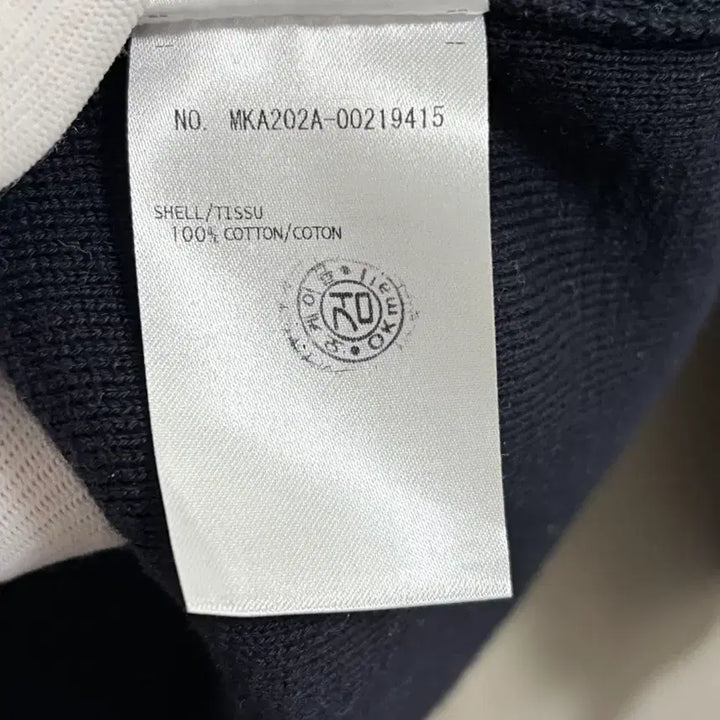 NO. MKA202A-00219415
SHELL/TISSU
100% COTTON/COTON